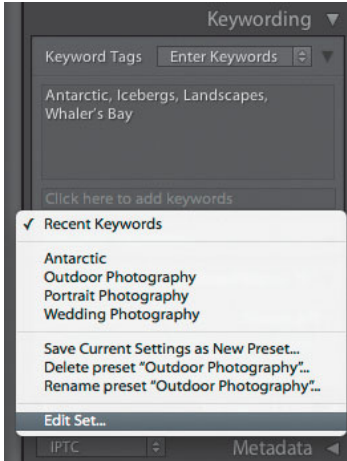 Keywording
Keyword Tags Enter Keywords
Antarctic, Icebergs, Landscapes,
Whaler's Bay
Click here to add keywords
✓ Recent Keywords
Antarctic
Outdoor Photography
Portrait Photography
Wedding Photography
Save Current Settings as New Preset...
Delete preset “Outdoor Photography”...
Rename preset “Outdoor Photography”...
Edit Set...
IPTC Metadata